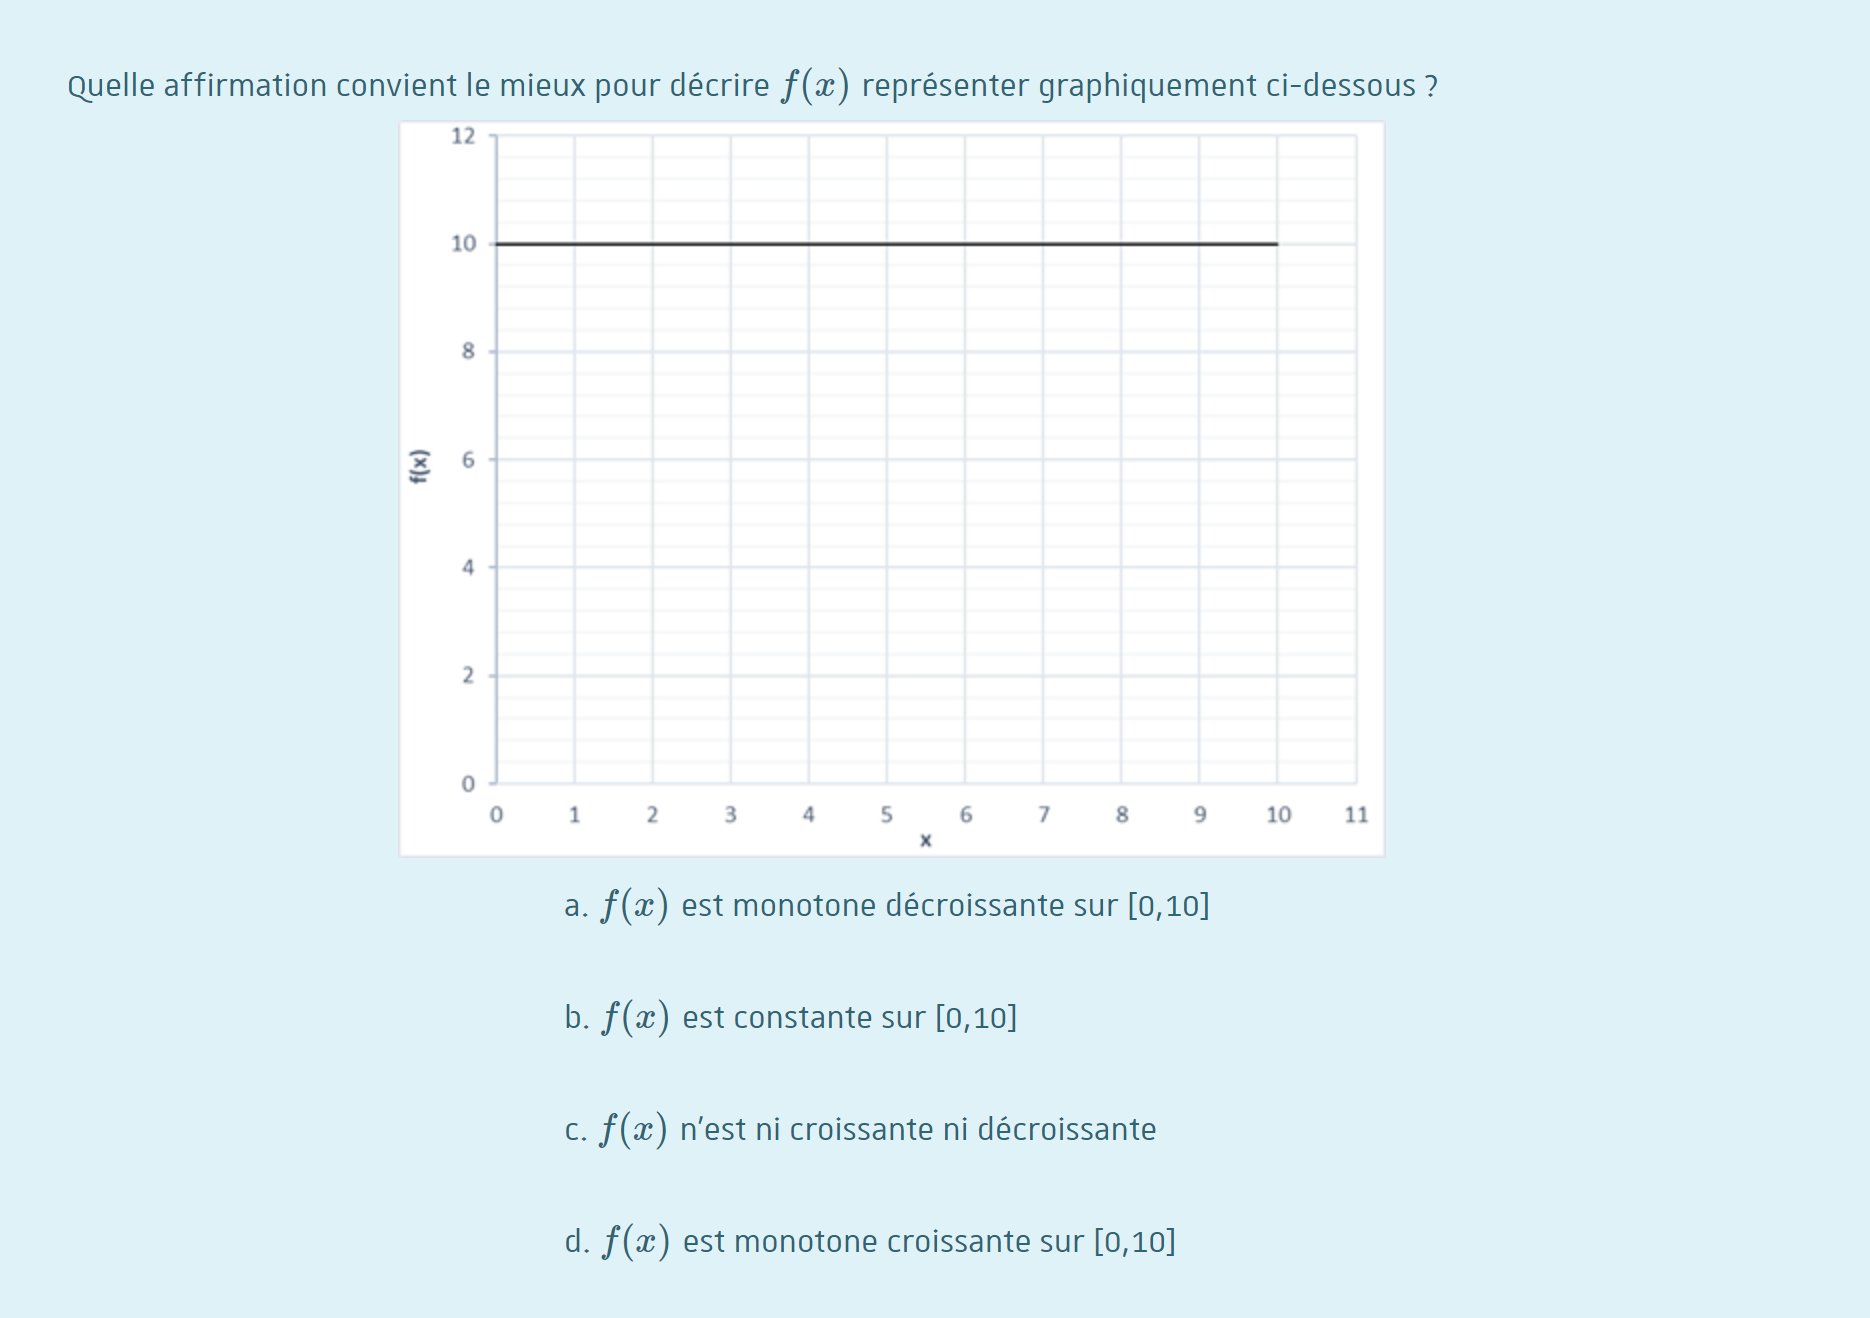 Quelle affirmation convient le mieux pour décrire f(x) représenter graphiquement ci-dessous ?
12
10
8
6
4
2
0
f(x)
0 1 2 3 4 5 6 7 8 9 10 11
x
a. f(x) est monotone décroissante sur [0,10]
b. f(x) est constante sur [0,10]
c. f(x) n'est ni croissante ni décroissante
d. f(x) est monotone croissante sur [0,10]